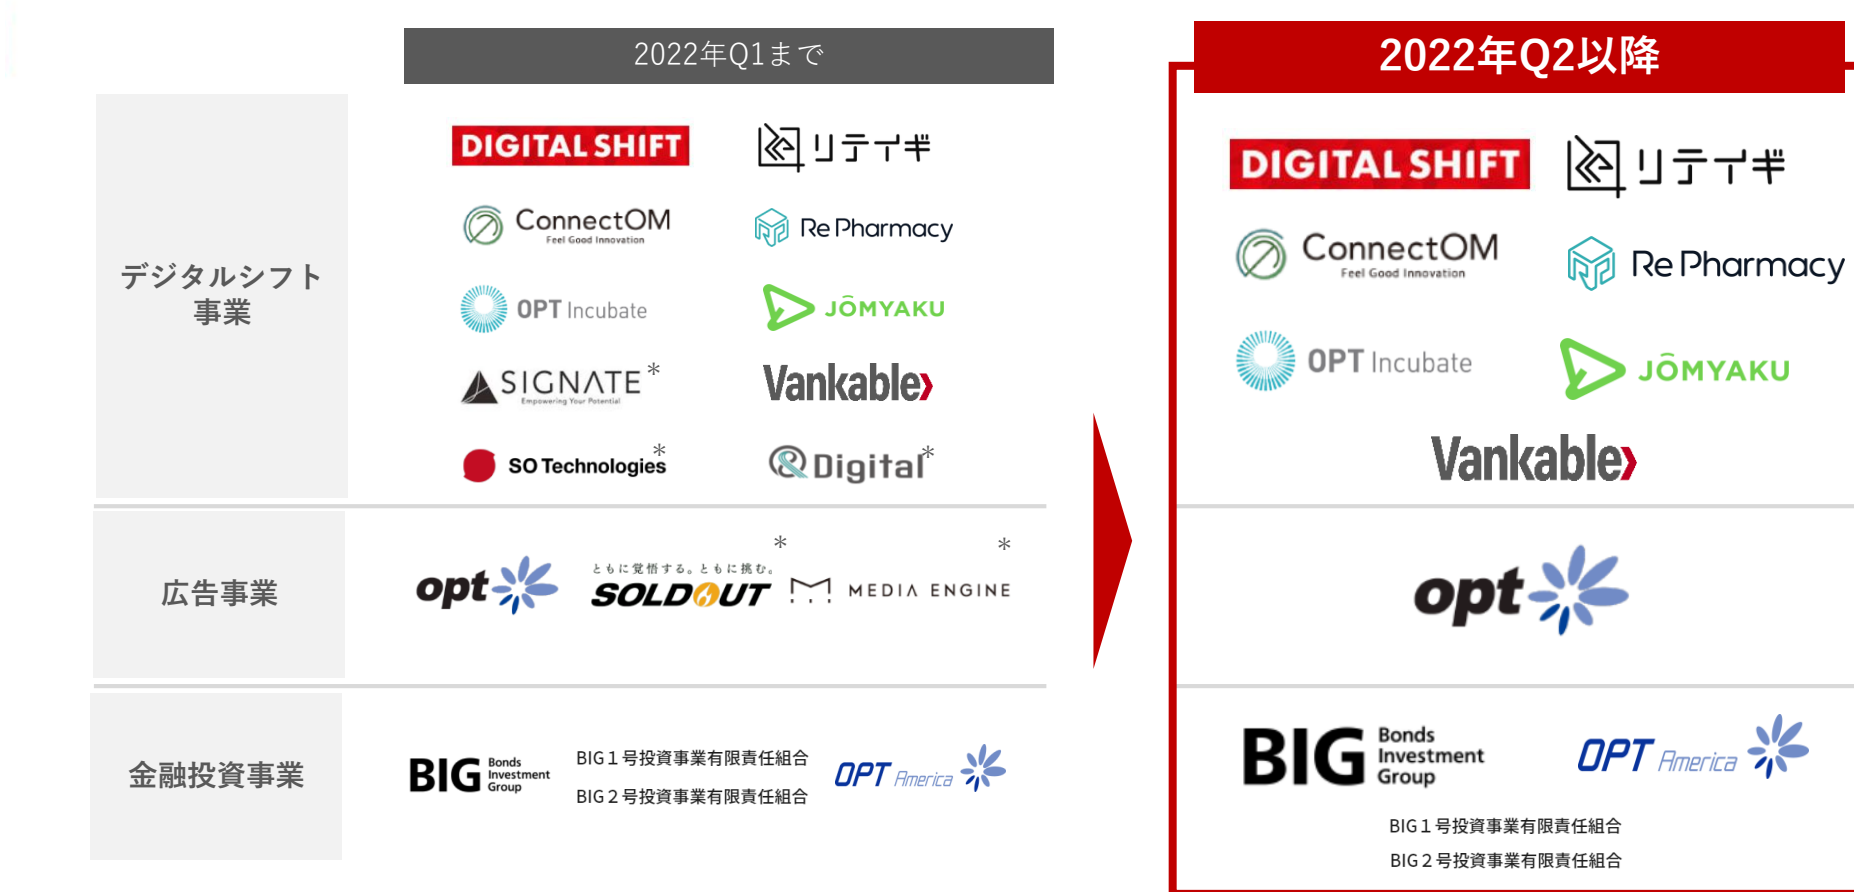 2022年Q1まで
2022年Q2以降
デジタルシフト
事業
DIGITAL SHIFT
リテイギ
ConnectOM
Feel Good Innovation
Re Pharmacy
OPT Incubate
JŌMYAKU
SIGNATE*
Empowering Your Potential
Vankable
SO Technologies*
&Digital*
DIGITAL SHIFT
リテイギ
ConnectOM
Feel Good Innovation
Re Pharmacy
OPT Incubate
JŌMYAKU
Vankable
広告事業
opt
ともに覚悟する。ともに挑む。
SOLDOUT*
MEDIA ENGINE*
opt
金融投資事業
BIG
Bonds
Investment
Group
BIG１号投資事業有限責任組合
BIG２号投資事業有限責任組合
OPT America
BIG
Bonds
Investment
Group
OPT America
BIG１号投資事業有限責任組合
BIG２号投資事業有限責任組合